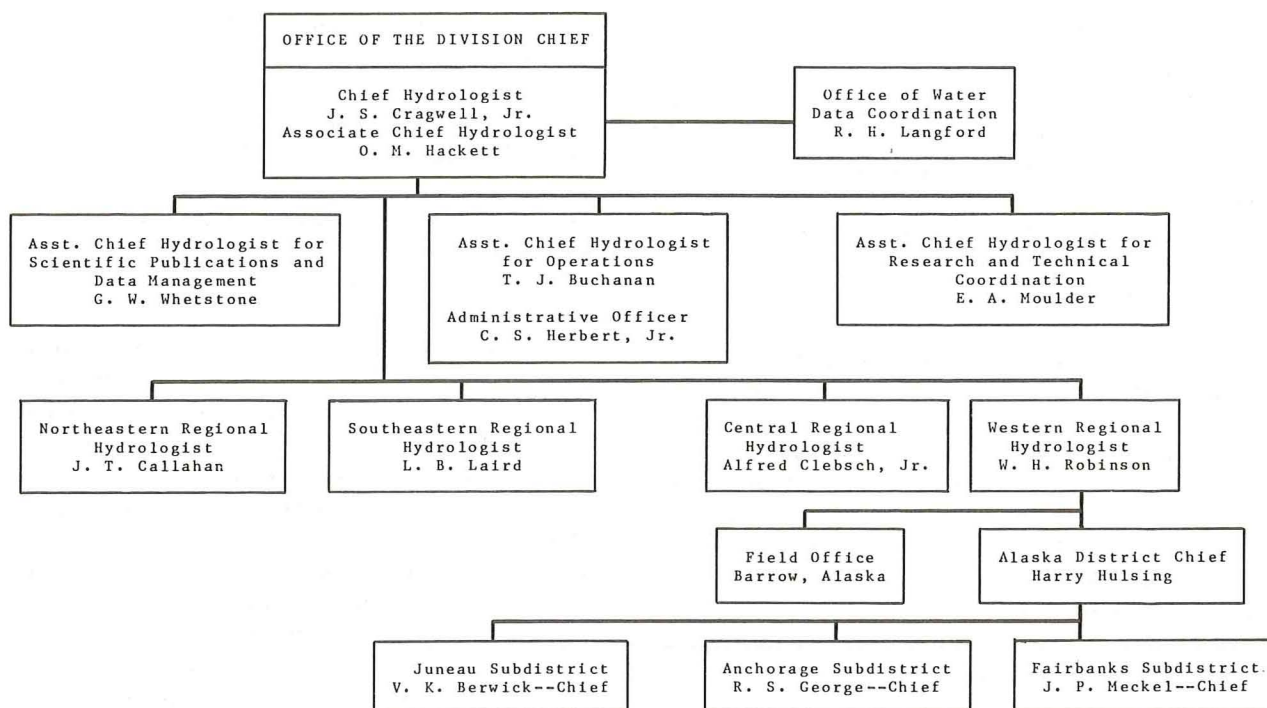 OFFICE OF THE DIVISION CHIEF
Chief Hydrologist
J. S. Cragwell, Jr.
Associate Chief Hydrologist
O. M. Hackett
Office of Water
Data Coordination
R. H. Langford
Asst. Chief Hydrologist for
Scientific Publications and
Data Management
G. W. Whetstone
Asst. Chief Hydrologist
for Operations
T. J. Buchanan
Administrative Officer
C. S. Herbert, Jr.
Asst. Chief Hydrologist for
Research and Technical
Coordination
E. A. Moulder
Northeastern Regional
Hydrologist
J. T. Callahan
Southeastern Regional
Hydrologist
L. B. Laird
Central Regional
Hydrologist
Alfred Clebsch, Jr.
Western Regional
Hydrologist
W. H. Robinson
Field Office
Barrow, Alaska
Alaska District Chief
Harry Hulsing
Juneau Subdistrict
V. K. Berwick--Chief
Anchorage Subdistrict
R. S. George--Chief
Fairbanks Subdistrict
J. P. Meckel--Chief